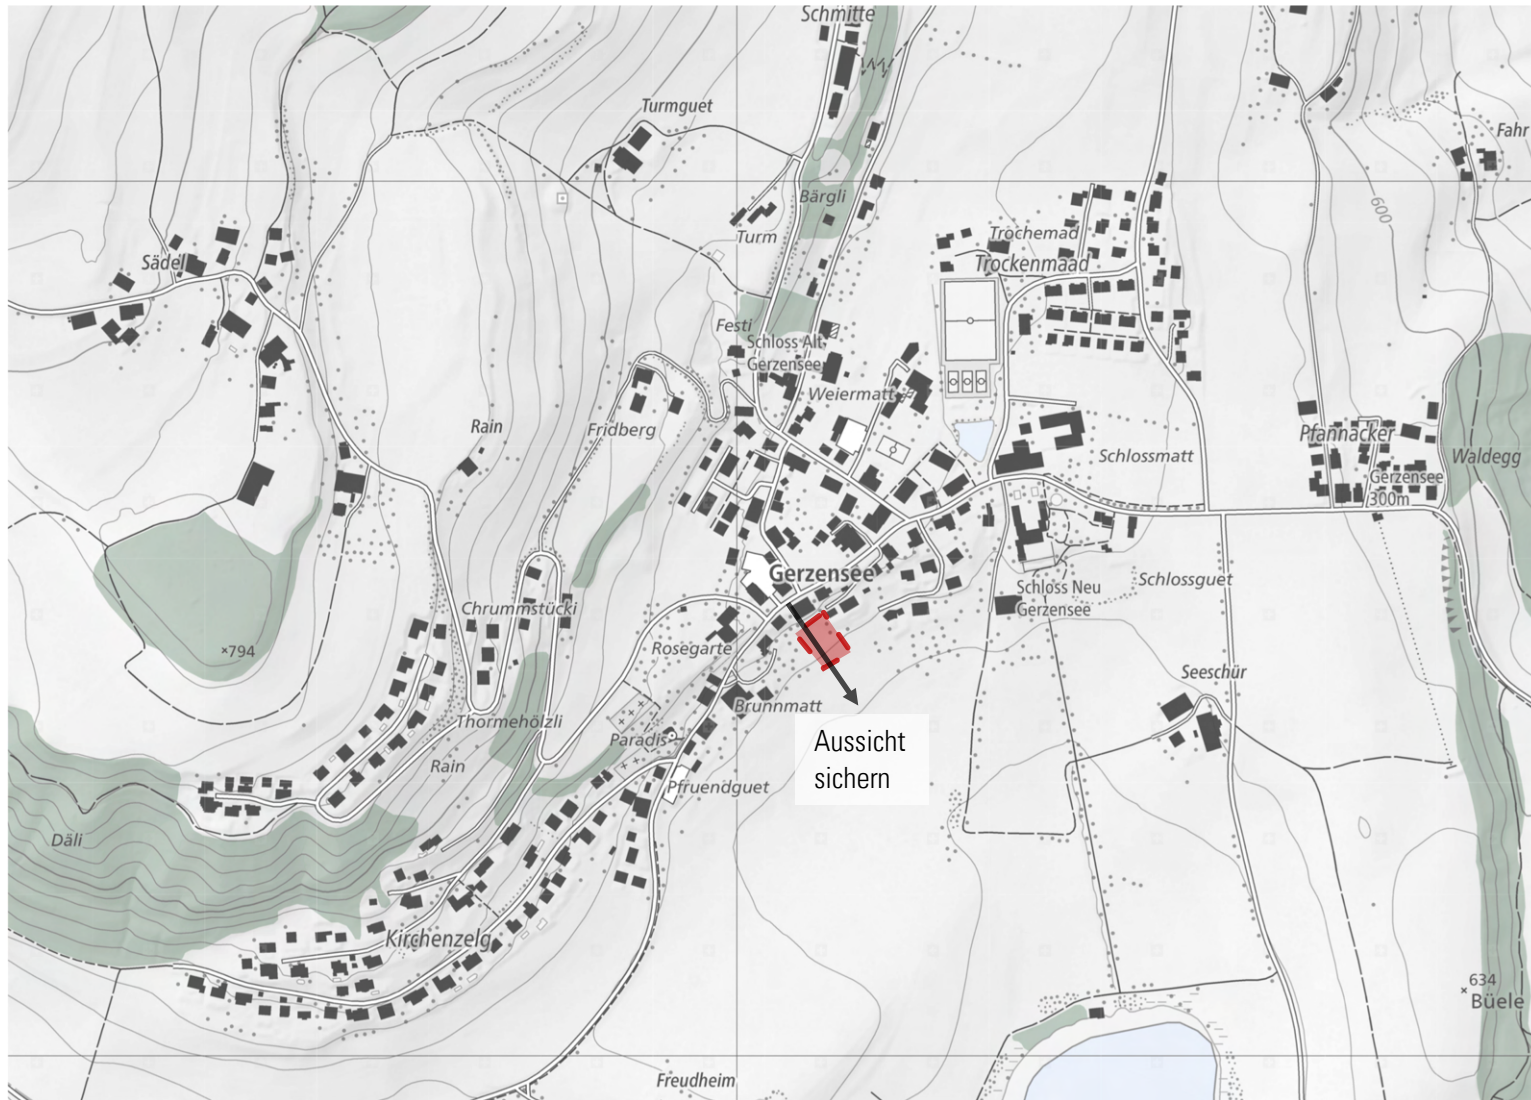 Schmitte
Turmguet
Fahr
Bärgli
600
Turm
Trochemad
Trockenmaad
Sädel
Festi
Schloss Alt
Gerzensee
Weiermatt
Rain
Fridberg
Pfannacker
Schlossmatt
Waldegg
Gerzensee
300m
Gerzensee
Schlossguet
Schloss Neu
Gerzensee
Chrummstücki
794
Rosegarte
Seeschür
Brunnmatt
Thormehölzli
Paradis
Aussicht
sichern
Rain
Pfruendguet
Däli
Kirchenzelg
634
Büele
Freudheim